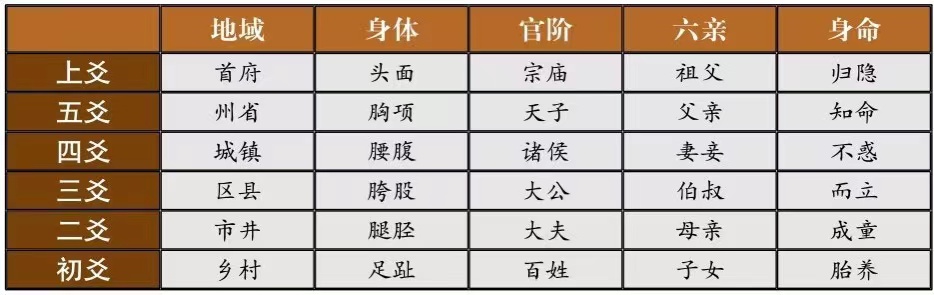 地域 身体 官阶 六亲 身命
上爻 首府 头面 宗庙 祖父 归隐
五爻 州省 胸项 天子 父亲 知命
四爻 城镇 腰腹 诸侯 妻妾 不惑
三爻 区县 胯股 大公 伯叔 而立
二爻 市井 腿胫 大夫 母亲 成童
初爻 乡村 足趾 百姓 子女 胎养